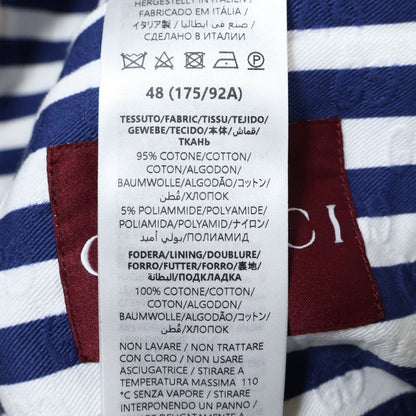 HERGESTELLT IN ITALIEN/
FABRICADO EM ITÁLIA/
イタリア製/صنع في ايطاليا/
СДЕЛАНО В ИТАЛИИ
48 (175/92A)
TESSUTO/FABRIC/TISSU/TEJIDO/
GEWEBE/TECIDO/本体/قماش/
ТКАНЬ
95% COTONE/COTTON/
COTON/ALGODON/
BAUMWOLLE/ALGODÃO/コットン/
قطن/ХЛОПОК
5% POLIAMMIDE/POLYAMIDE/
POLIAMIDA/POLYAMID/ナイロン/
بولي أميد/ПОЛИАМИД
FODERA/LINING/DOUBLURE/
FORRO/FUTTER/FORRO/裏地/
البطانة/ПОДКЛАДКА
100% COTONE/COTTON/
COTON/ALGODON/
BAUMWOLLE/ALGODÃO/コットン/
قطن/ХЛОПОК
NON LAVARE / NON TRATTARE
CON CLORO / NON USARE
ASCIUGATRICE / STIRARE A
TEMPERATURA MASSIMA 110
°C SENZA VAPORE / STIRARE
CI